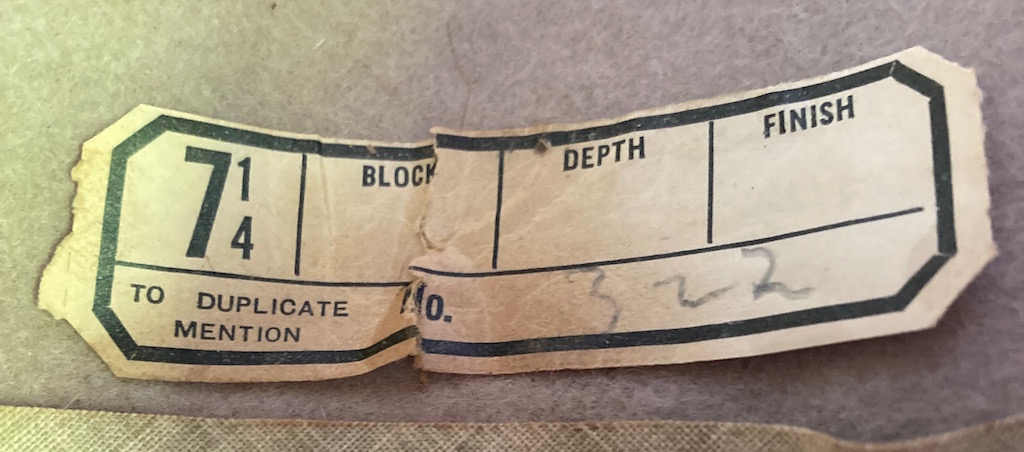 7 1/4 BLOCK DEPTH FINISH
TO DUPLICATE
MENTION No. 322